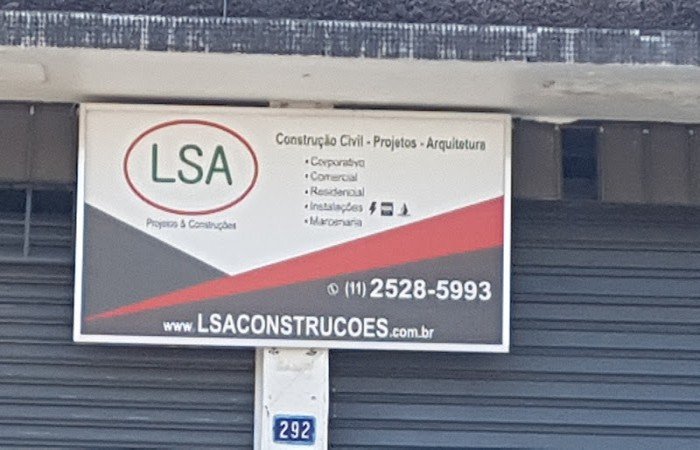 LSA
Projetos & Construções
Construção Civil - Projetos - Arquitetura
• Corporativo
• Comercial
• Residencial
• Instalações
• Marcenaria
(11) 2528-5993
www.LSACONSTRUCOES.com.br
292